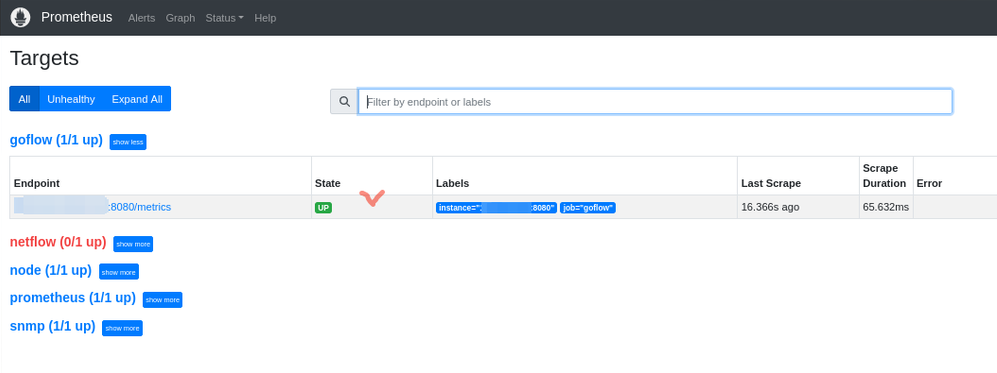 Prometheus Alerts Graph Status Help
Targets
All Unhealthy Expand All
Filter by endpoint or labels
goflow (1/1 up) show less
Endpoint State Labels Last Scrape Scrape Duration Error
:8080/metrics UP instance=" :8080" job="goflow" 16.366s ago 65.632ms
netflow (0/1 up) show more
node (1/1 up) show more
prometheus (1/1 up) show more
snmp (1/1 up) show more